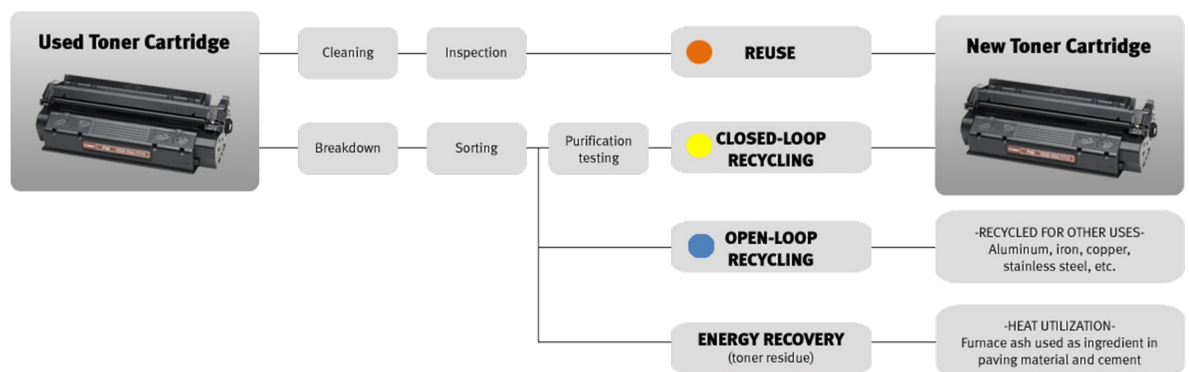 Used Toner Cartridge
Cleaning
Inspection
REUSE
New Toner Cartridge
Breakdown
Sorting
Purification
testing
CLOSED-LOOP
RECYCLING
OPEN-LOOP
RECYCLING
-RECYCLED FOR OTHER USES-
Aluminum, iron, copper,
stainless steel, etc.
ENERGY RECOVERY
(toner residue)
-HEAT UTILIZATION-
Furnace ash used as ingredient in
paving material and cement